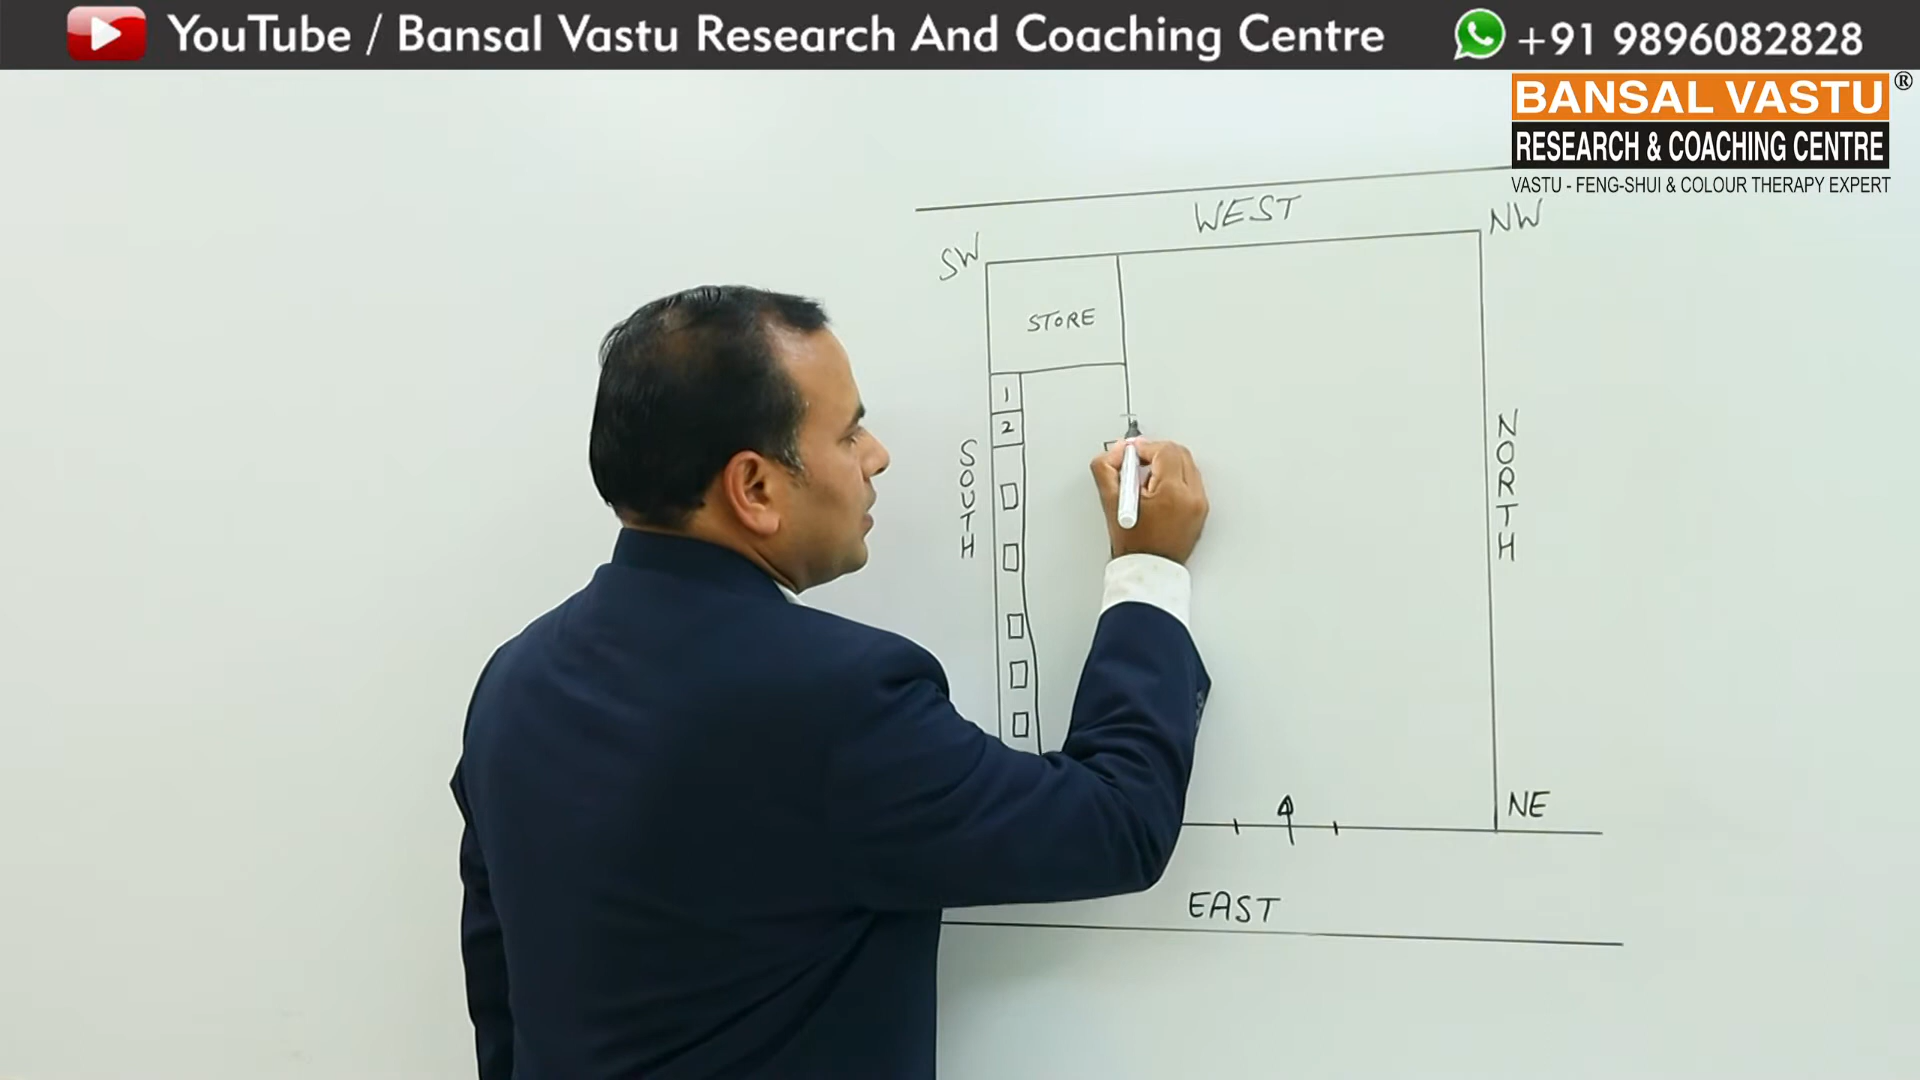 YouTube / Bansal Vastu Research And Coaching Centre
+91 9896082828
BANSAL VASTU ®
RESEARCH & COACHING CENTRE
VASTU - FENG-SHUI & COLOUR THERAPY EXPERT
WEST
SW
NW
STORE
1
2
SOUTH
NORTH
NE
EAST